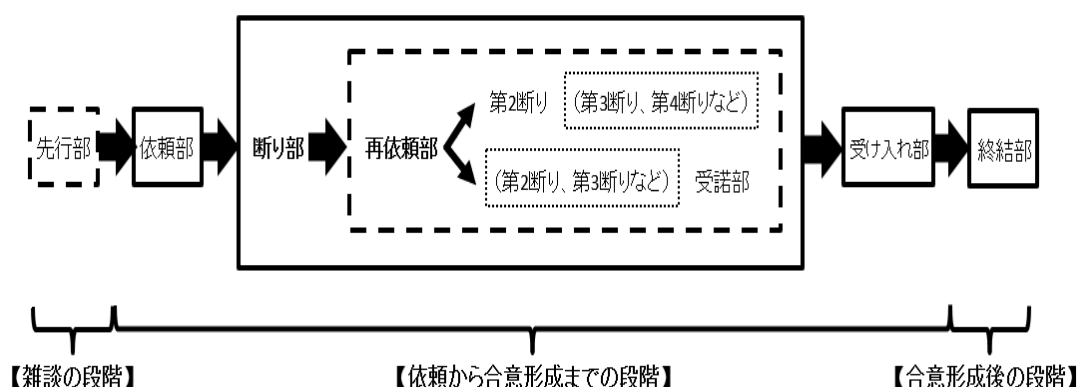 先行部
依頼部
断り部
再依頼部
第2断り
(第3断り、第4断りなど)
(第2断り、第3断りなど)
受諾部
受け入れ部
終結部
【雑談の段階】
【依頼から合意形成までの段階】
【合意形成後の段階】